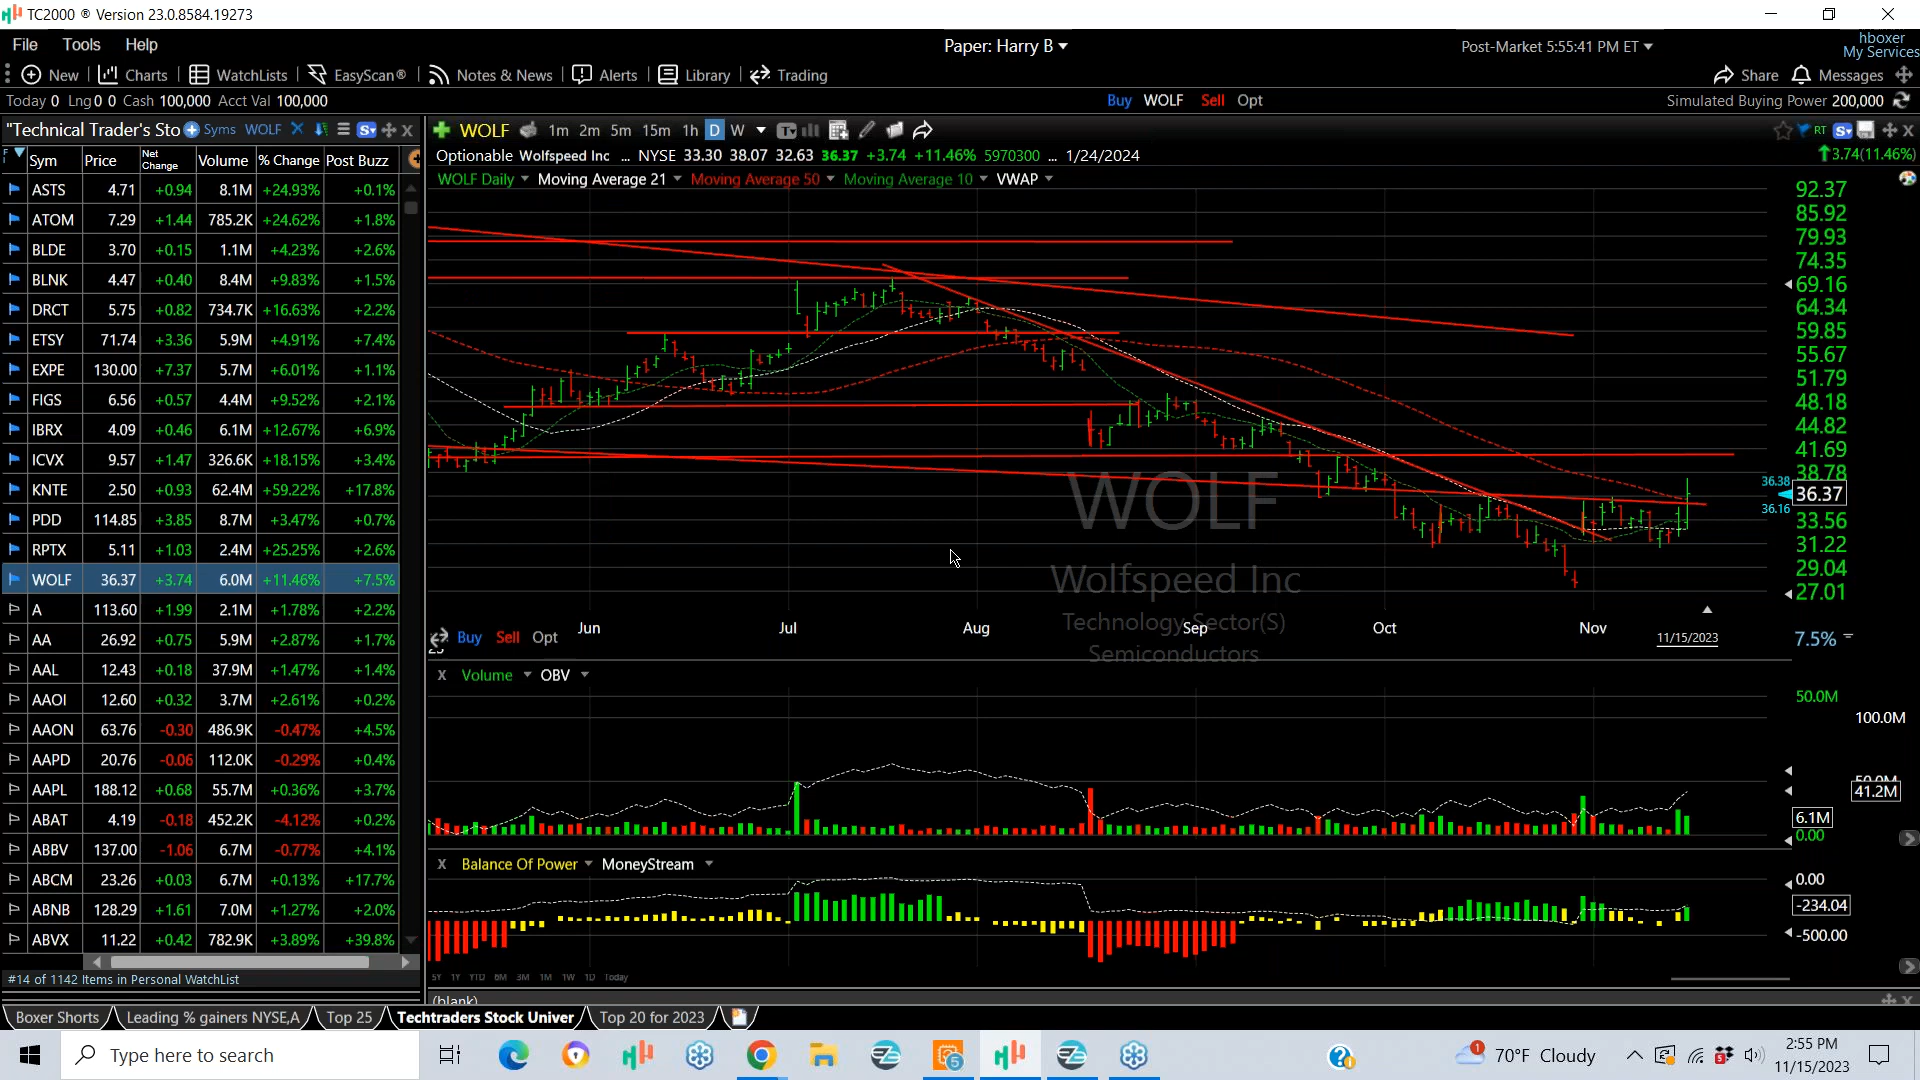 TC2000 ® Version 23.0.8584.19273
File Tools Help
Paper: Harry B
Post-Market 5:55:41 PM ET
hboxer
My Services
New Charts WatchLists EasyScan® Notes & News Alerts Library Trading
Share Messages
Today 0 Lng 0 0 Cash 100,000 Acct Val 100,000
Buy WOLF Sell Opt
Simulated Buying Power 200,000
"Technical Trader's Sto Syms WOLF
WOLF 1m 2m 5m 15m 1h D W
RT
Optionable Wolfspeed Inc ... NYSE 33.30 38.07 32.63 36.37 +3.74 +11.46% 5970300 ... 1/24/2024
3.74(11.46%)
WOLF Daily Moving Average 21 Moving Average 50 Moving Average 10 VWAP
F Sym Price Net Change Volume % Change Post Buzz
ASTS 4.71 +0.94 8.1M +24.93% +0.1%
ATOM 7.29 +1.44 785.2K +24.62% +1.8%
BLDE 3.70 +0.15 1.1M +4.23% +2.6%
BLNK 4.47 +0.40 8.4M +9.83% +1.5%
DRCT 5.75 +0.82 734.7K +16.63% +2.2%
ETSY 71.74 +3.36 5.9M +4.91% +7.4%
EXPE 130.00 +7.37 5.7M +6.01% +1.1%
FIGS 6.56 +0.57 4.4M +9.52% +2.1%
IBRX 4.09 +0.46 6.1M +12.67% +6.9%
ICVX 9.57 +1.47 326.6K +18.15% +3.4%
KNTE 2.50 +0.93 62.4M +59.22% +17.8%
PDD 114.85 +3.85 8.7M +3.47% +0.7%
RPTX 5.11 +1.03 2.4M +25.25% +2.6%
WOLF 36.37 +3.74 6.0M +11.46% +7.5%
A 113.60 +1.99 2.1M +1.78% +2.2%
AA 26.92 +0.75 5.9M +2.87% +1.7%
AAL 12.43 +0.18 37.9M +1.47% +1.4%
AAOI 12.60 +0.32 3.7M +2.61% +0.2%
AAON 63.76 -0.30 486.9K -0.47% +4.5%
AAPD 20.76 -0.06 112.0K -0.29% +0.4%
AAPL 188.12 +0.68 55.7M +0.36% +3.7%
ABAT 4.19 -0.18 452.2K -4.12% +0.2%
ABBV 137.00 -1.06 6.7M -0.77% +4.1%
ABCM 23.26 +0.03 6.7M +0.13% +17.7%
ABNB 128.29 +1.61 7.0M +1.27% +2.0%
ABVX 11.22 +0.42 782.9K +3.89% +39.8%
#14 of 1142 Items in Personal WatchList
92.37
85.92
79.93
74.35
69.16
64.34
59.85
55.67
51.79
48.18
44.82
41.69
38.78
36.38
36.37
36.16
33.56
31.22
29.04
27.01
WOLF
Wolfspeed Inc
Technology Sector(S)
Semiconductors
Jun Jul Aug Sep Oct Nov
11/15/2023
7.5%
Buy Sell Opt
X Volume OBV
50.0M
100.0M
50.0M
41.2M
6.1M
0.00
X Balance Of Power MoneyStream
0.00
-234.04
-500.00
5Y 1Y YTD 6M 3M 1M 1W 1D Today
(blank)
Boxer Shorts Leading % gainers NYSE,A Top 25 Techtraders Stock Univer Top 20 for 2023
Type here to search
5
1
70°F Cloudy
5
2:55 PM
11/15/2023